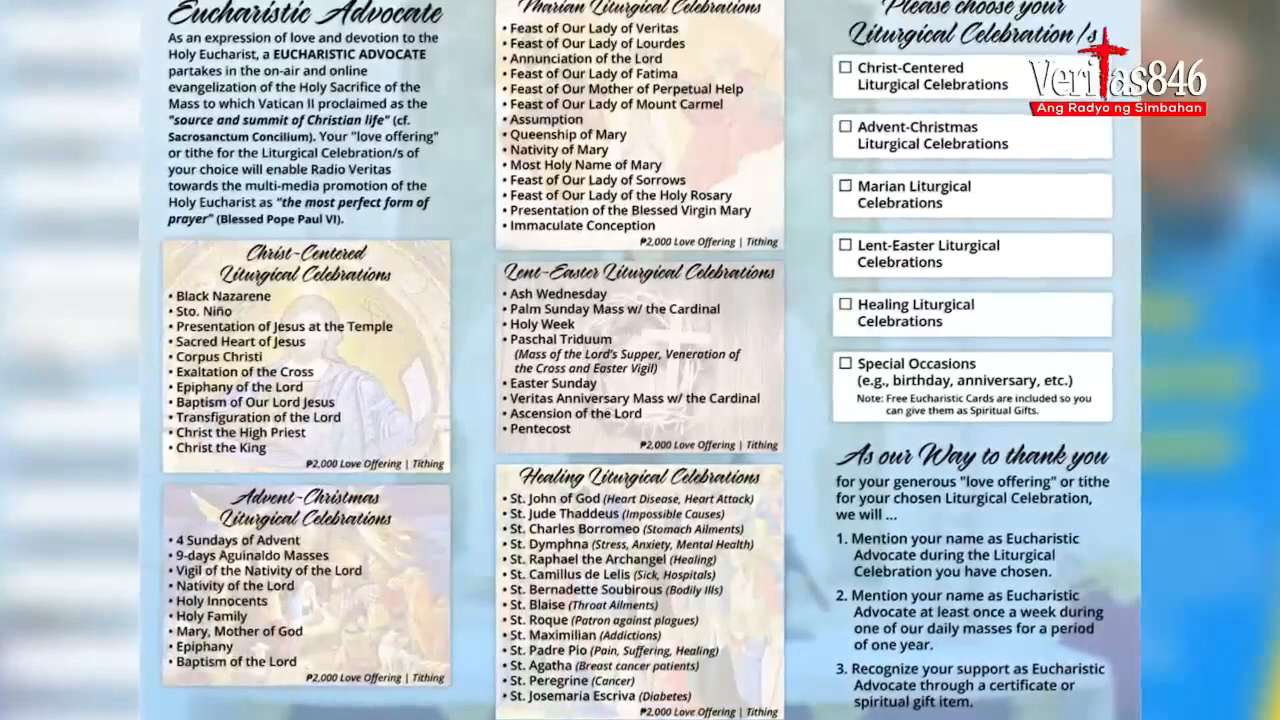 Eucharistic Advocate
As an expression of love and devotion to the
Holy Eucharist, a EUCHARISTIC ADVOCATE
partakes in the on-air and online
evangelization of the Holy Sacrifice of the
Mass to which Vatican II proclaimed as the
"source and summit of Christian life" (cf.
Sacrosanctum Concilium). Your "love offering"
or tithe for the Liturgical Celebration/s of
your choice will enable Radio Veritas
towards the multi-media promotion of the
Holy Eucharist as "the most perfect form of
prayer" (Blessed Pope Paul VI).
Christ-Centered
Liturgical Celebrations
• Black Nazarene
• Sto. Niño
• Presentation of Jesus at the Temple
• Sacred Heart of Jesus
• Corpus Christi
• Exaltation of the Cross
• Epiphany of the Lord
• Baptism of Our Lord Jesus
• Transfiguration of the Lord
• Christ the High Priest
• Christ the King
₱2,000 Love Offering | Tithing
Advent-Christmas
Liturgical Celebrations
• 4 Sundays of Advent
• 9-days Aguinaldo Masses
• Vigil of the Nativity of the Lord
• Nativity of the Lord
• Holy Innocents
• Holy Family
• Mary, Mother of God
• Epiphany
• Baptism of the Lord
₱2,000 Love Offering | Tithing
Marian Liturgical Celebrations
• Feast of Our Lady of Veritas
• Feast of Our Lady of Lourdes
• Annunciation of the Lord
• Feast of Our Lady of Fatima
• Feast of Our Mother of Perpetual Help
• Feast of Our Lady of Mount Carmel
• Assumption
• Queenship of Mary
• Nativity of Mary
• Most Holy Name of Mary
• Feast of Our Lady of Sorrows
• Feast of Our Lady of the Holy Rosary
• Presentation of the Blessed Virgin Mary
• Immaculate Conception
₱2,000 Love Offering | Tithing
Lent-Easter Liturgical Celebrations
• Ash Wednesday
• Palm Sunday Mass w/ the Cardinal
• Holy Week
• Paschal Triduum
(Mass of the Lord's Supper, Veneration of
the Cross and Easter Vigil)
• Easter Sunday
• Veritas Anniversary Mass w/ the Cardinal
• Ascension of the Lord
• Pentecost
₱2,000 Love Offering | Tithing
Healing Liturgical Celebrations
• St. John of God (Heart Disease, Heart Attack)
• St. Jude Thaddeus (Impossible Causes)
• St. Charles Borromeo (Stomach Ailments)
• St. Dymphna (Stress, Anxiety, Mental Health)
• St. Raphael the Archangel (Healing)
• St. Camillus de Lelis (Sick, Hospitals)
• St. Bernadette Soubirous (Bodily Ills)
• St. Blaise (Throat Ailments)
• St. Roque (Patron against plagues)
• St. Maximilian (Addictions)
• St. Padre Pio (Pain, Suffering, Healing)
• St. Agatha (Breast cancer patients)
• St. Peregrine (Cancer)
• St. Josemaria Escriva (Diabetes)
₱2,000 Love Offering | Tithing
Please choose your
Liturgical Celebration/s
☐ Christ-Centered
Liturgical Celebrations
☐ Advent-Christmas
Liturgical Celebrations
☐ Marian Liturgical
Celebrations
☐ Lent-Easter Liturgical
Celebrations
☐ Healing Liturgical
Celebrations
☐ Special Occasions
(e.g., birthday, anniversary, etc.)
Note: Free Eucharistic Cards are included so you
can give them as Spiritual Gifts.
As our Way to thank you
for your generous "love offering" or tithe
for your chosen Liturgical Celebration,
we will ...
1. Mention your name as Eucharistic
Advocate during the Liturgical
Celebration you have chosen.
2. Mention your name as Eucharistic
Advocate at least once a week during
one of our daily masses for a period
of one year.
3. Recognize your support as Eucharistic
Advocate through a certificate or
spiritual gift item.
Veritas846
Ang Radyo ng Simbahan